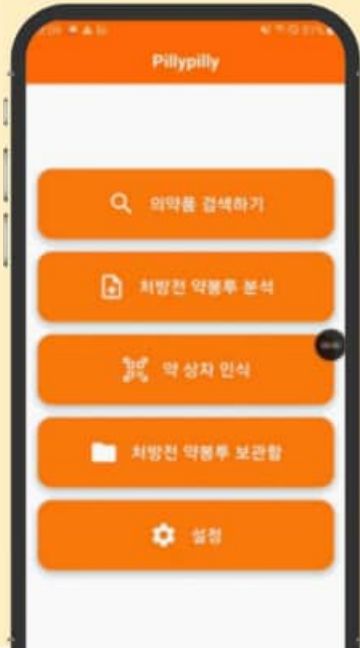 Pillypilly
의약품 검색하기
처방전 약봉투 분석
약 상자 인식
처방전 약봉투 보관함
설정